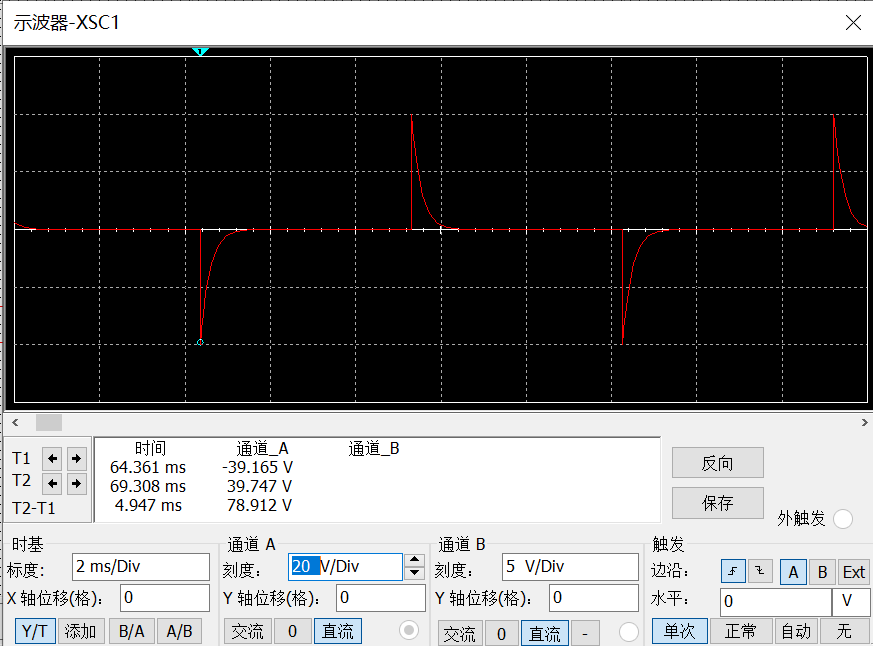 示波器-XSC1
1
时间 通道_A 通道_B
T1 64.361 ms -39.165 V
T2 69.308 ms 39.747 V
T2-T1 4.947 ms 78.912 V
反向
保存
外触发
时基 通道 A 通道 B 触发
标度: 2 ms/Div 刻度: 20 V/Div 刻度: 5 V/Div 边沿: A B Ext
X 轴位移(格): 0 Y 轴位移(格): 0 Y 轴位移(格): 0 水平: 0 V
Y/T 添加 B/A A/B 交流 0 直流 交流 0 直流 - 单次 正常 自动 无